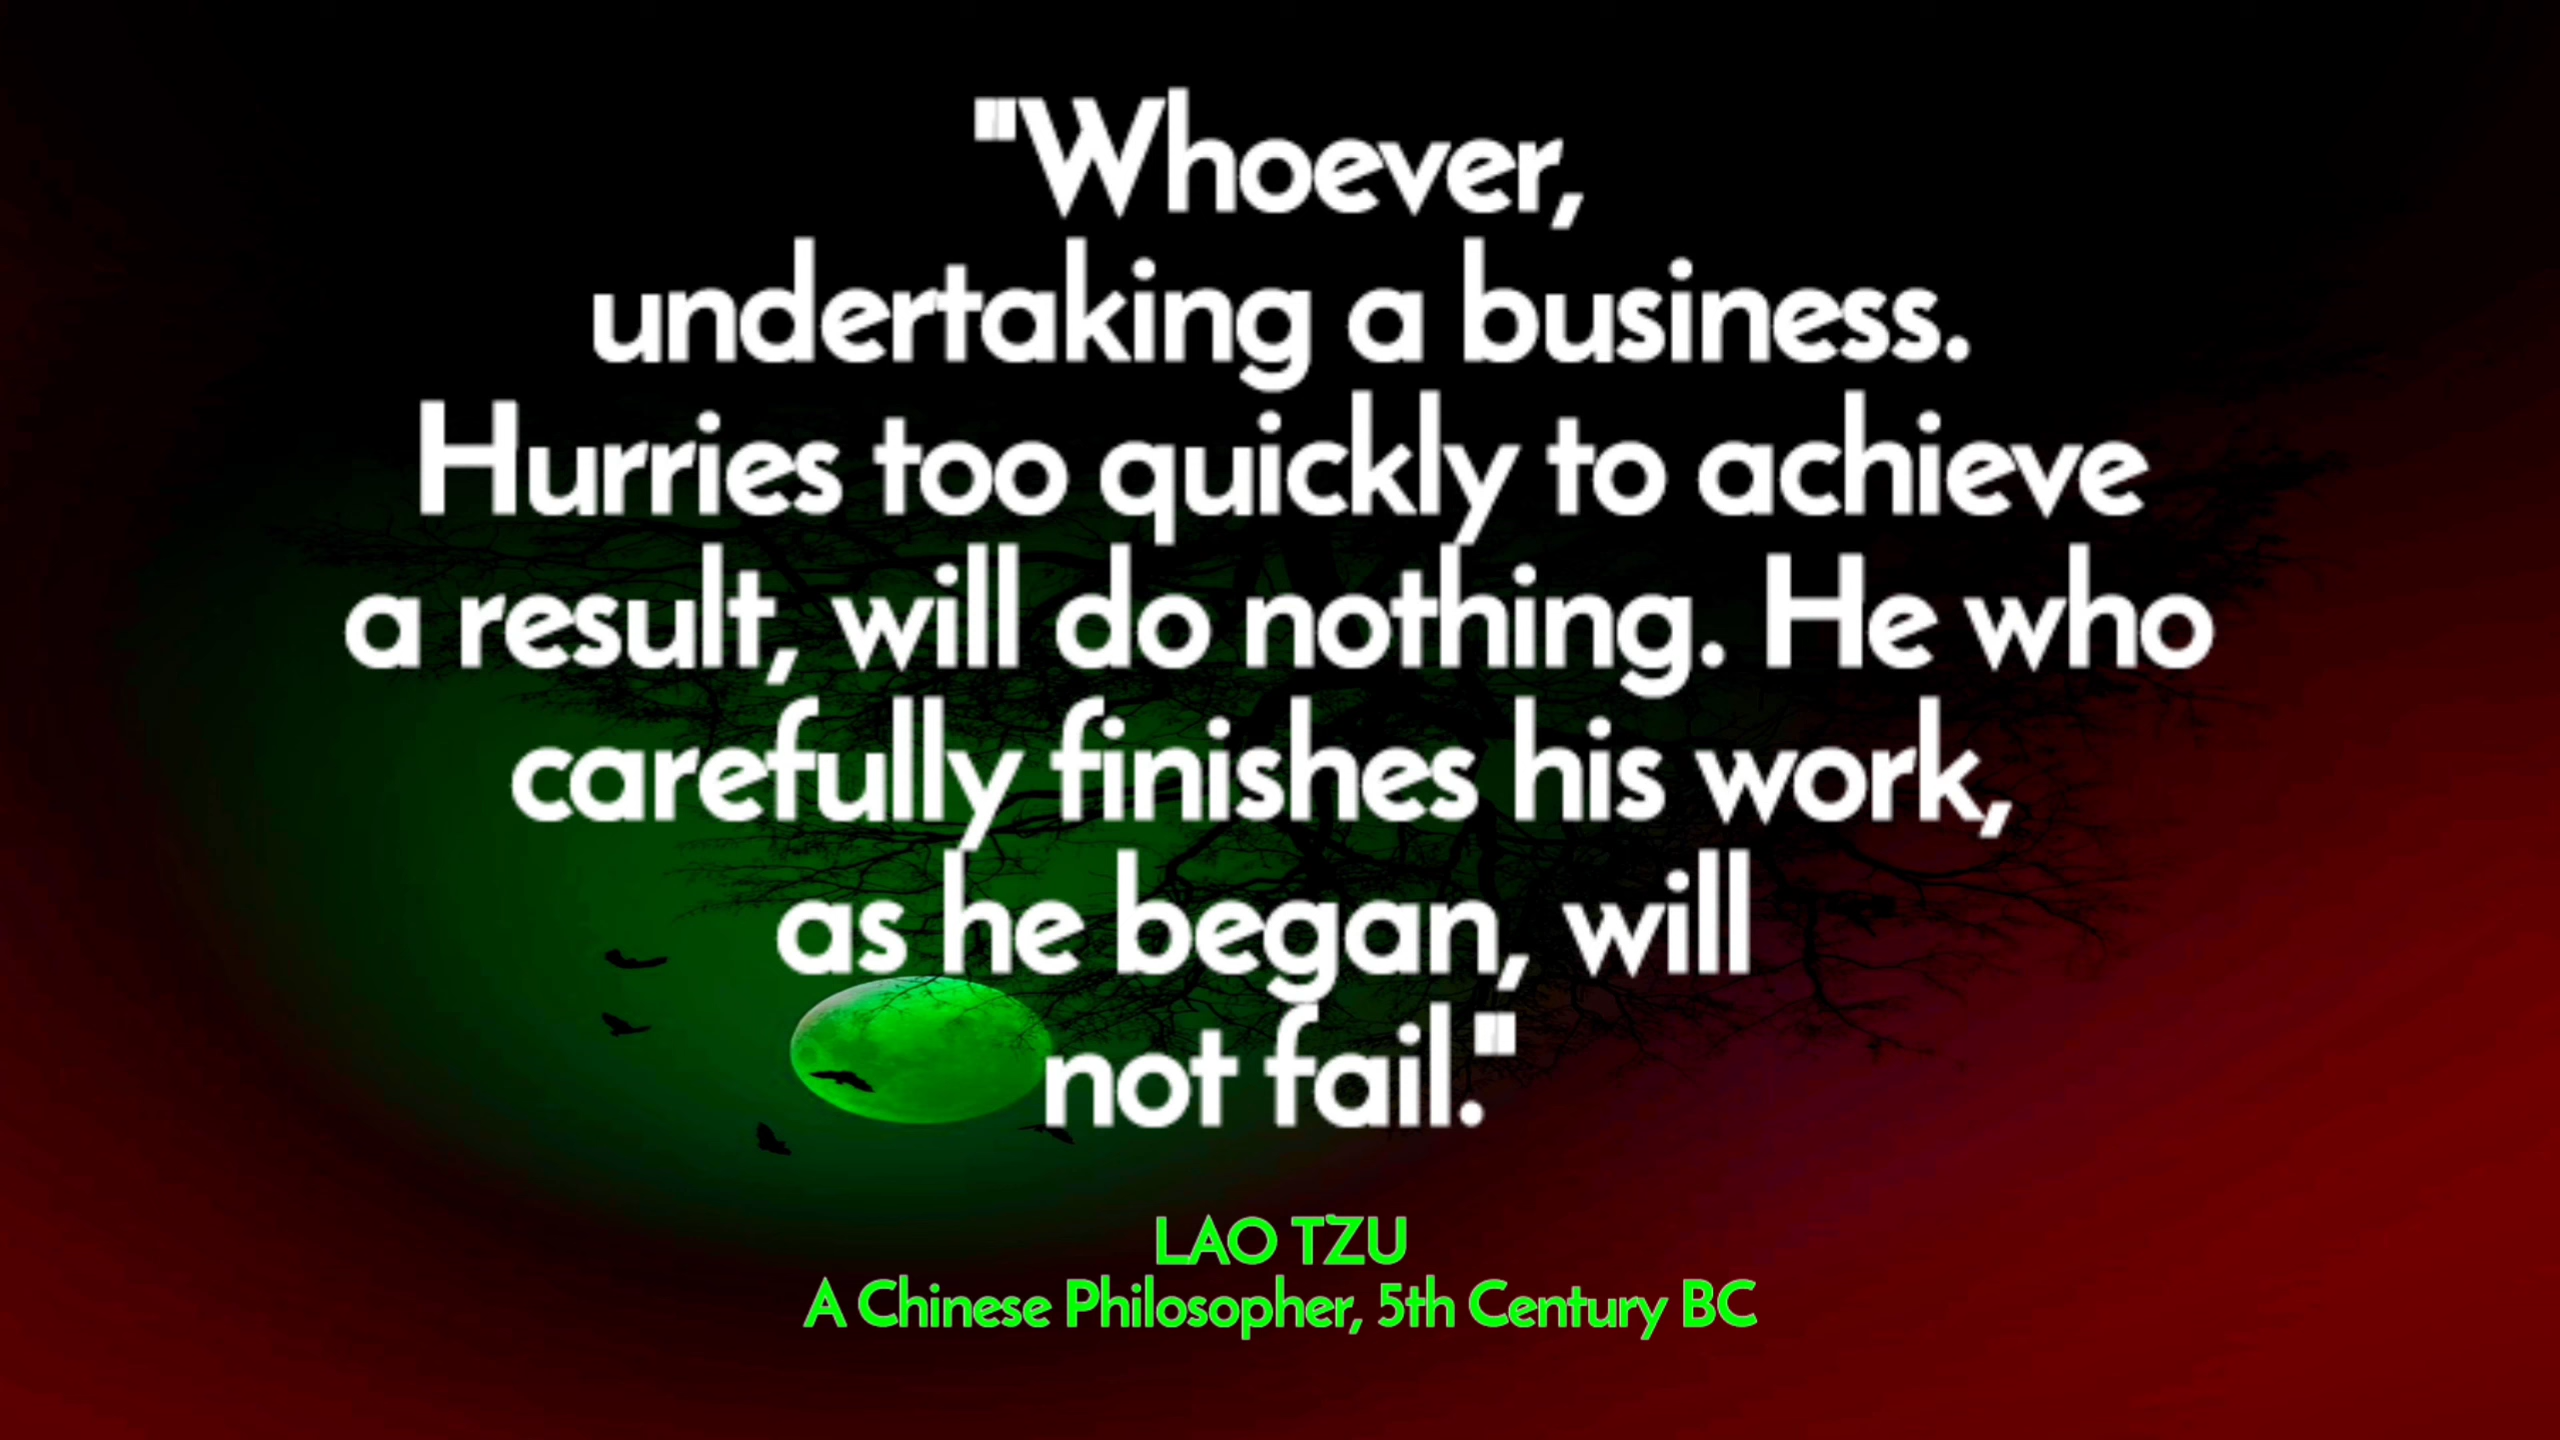 "Whoever,
undertaking a business.
Hurries too quickly to achieve
a result, will do nothing. He who
carefully finishes his work,
as he began, will
not fail."
LAO TZU
A Chinese Philosopher, 5th Century BC